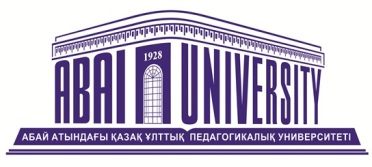 1928
ABAI UNIVERSITY
АБАЙ АТЫНДАҒЫ ҚАЗАҚ ҰЛТТЫҚ ПЕДАГОГИКАЛЫҚ УНИВЕРСИТЕТІ